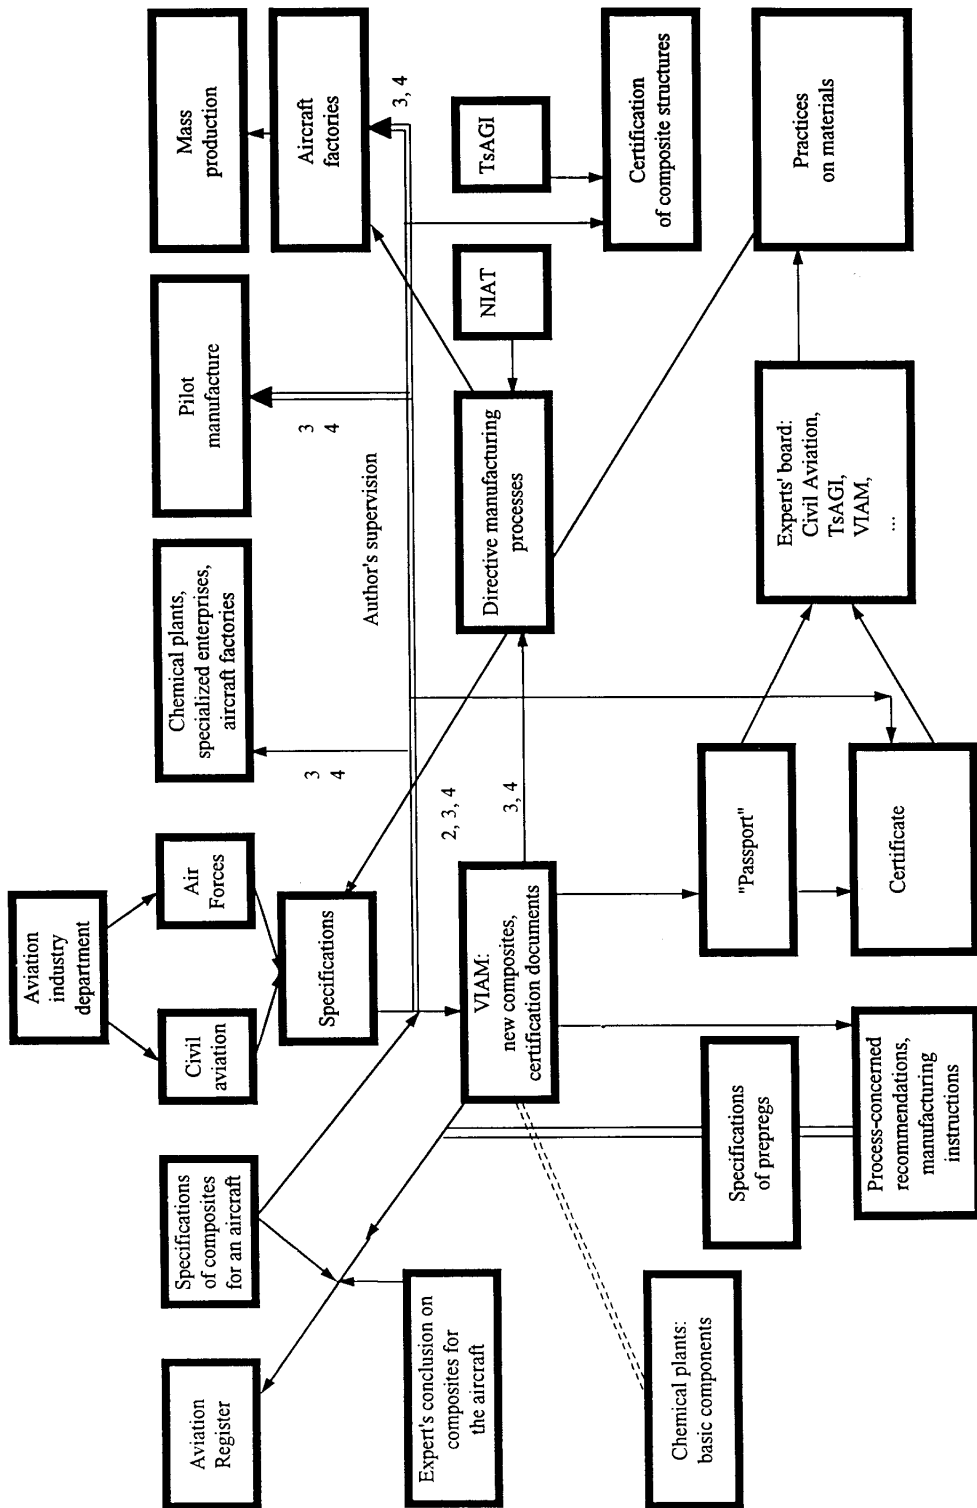 Aviation
industry
department
Aviation
Register
Specifications
of composites
for an aircraft
Civil
aviation
Air
Forces
Chemical plants,
specialized enterprises,
aircraft factories
Pilot
manufacture
Mass
production
Specifications
3
4
3
4
Aircraft
factories
3, 4
Author's supervision
Expert's conclusion on
composites for
the aircraft
VIAM:
new composites,
certification documents
2, 3, 4
3, 4
Directive manufacturing
processes
NIAT
TsAGI
Certification
of composite structures
Chemical plants:
basic components
Specifications
of prepregs
"Passport"
Experts' board:
Civil Aviation,
TsAGI,
VIAM,
...
Practices
on materials
Process-concerned
recommendations,
manufacturing
instructions
Certificate